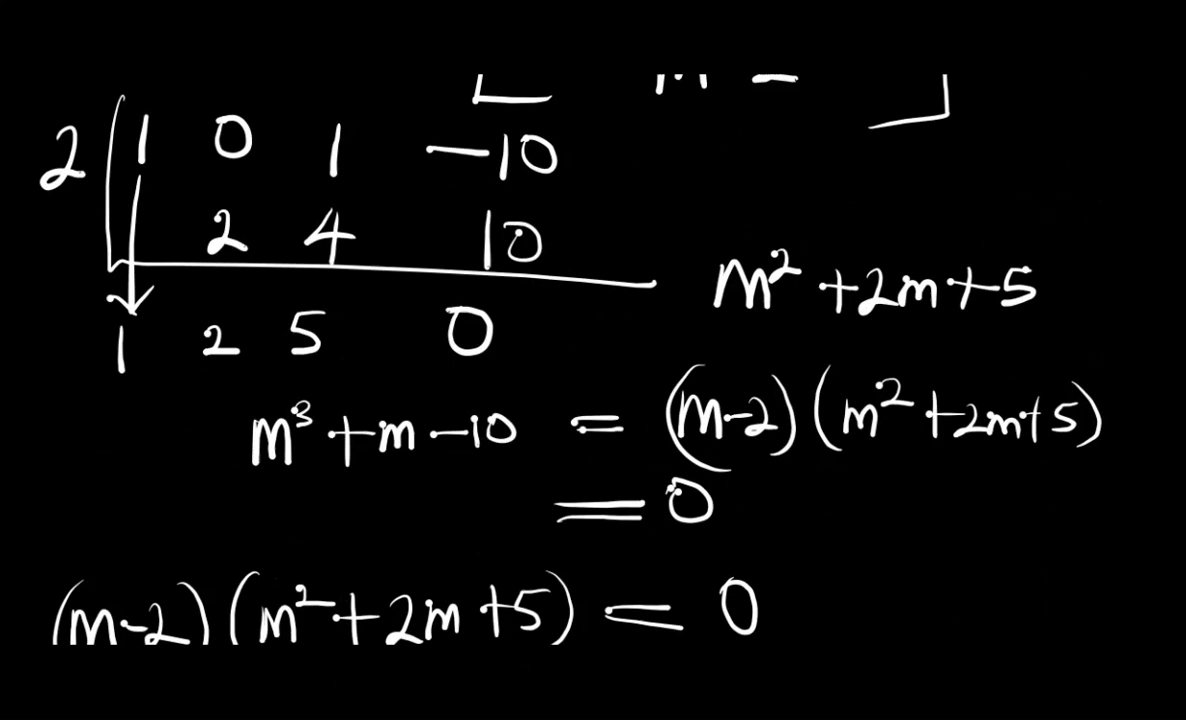 2 | 1 0 1 -10
2 4 10
1 2 5 0
m² + 2m + 5
m³ + m - 10 = (m-2)(m² + 2m + 5)
= 0
(m-2)(m² + 2m + 5) = 0